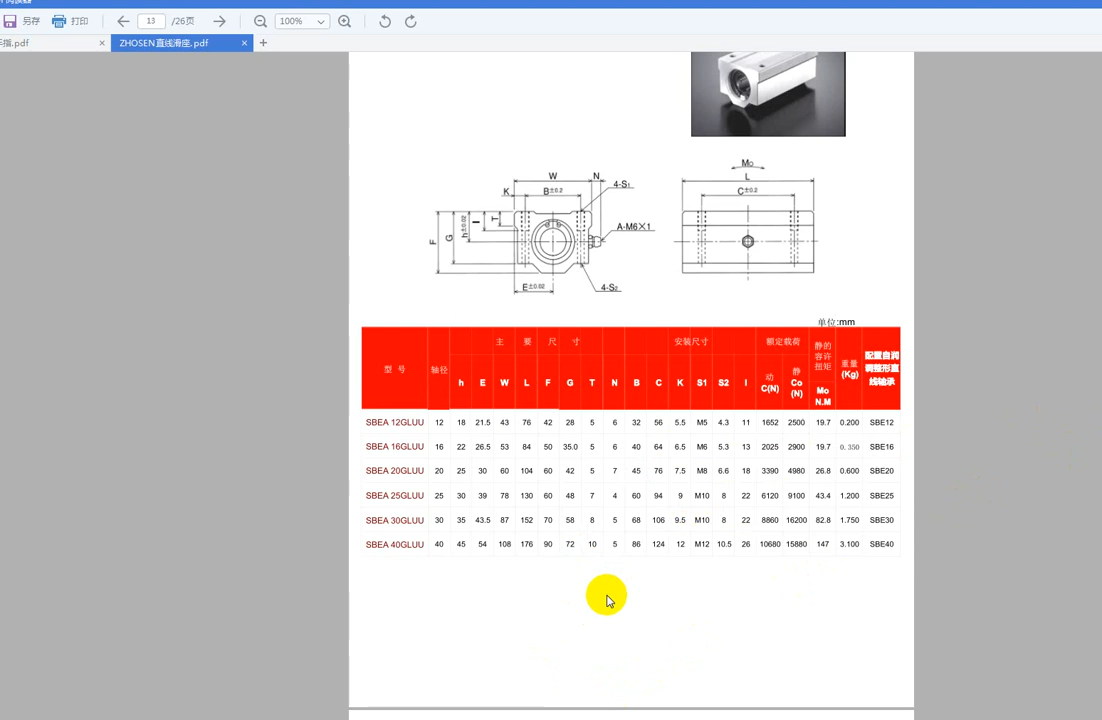 另存 打印 13 /26页 100%
指.pdf ZHOSEN直线滑座.pdf
W N
K B±0.2 4-S1
F G h±0.02 I T A-M6×1
E±0.02 4-S2
Mo
L
C±0.2
单位:mm
型 号 轴径 主 要 尺 寸 安装尺寸 额定载荷 静的容许扭矩 重量(Kg) 配置自润调整形直线轴承
h E W L F G T N B C K S1 S2 I 动 C(N) 静 Co (N) Mo N.M
SBEA 12GLUU 12 18 21.5 43 76 42 28 5 6 32 56 5.5 M5 4.3 11 1652 2500 19.7 0.200 SBE12
SBEA 16GLUU 16 22 26.5 53 84 50 35.0 5 6 40 64 6.5 M6 5.3 13 2025 2900 19.7 0.350 SBE16
SBEA 20GLUU 20 25 30 60 104 60 42 5 7 45 76 7.5 M8 6.6 18 3390 4980 26.8 0.600 SBE20
SBEA 25GLUU 25 30 39 78 130 60 48 7 4 60 94 9 M10 8 22 6120 9100 43.4 1.200 SBE25
SBEA 30GLUU 30 35 43.5 87 152 70 58 8 5 68 106 9.5 M10 8 22 8860 16200 82.8 1.750 SBE30
SBEA 40GLUU 40 45 54 108 176 90 72 10 5 86 124 12 M12 10.5 26 10680 15880 147 3.100 SBE40